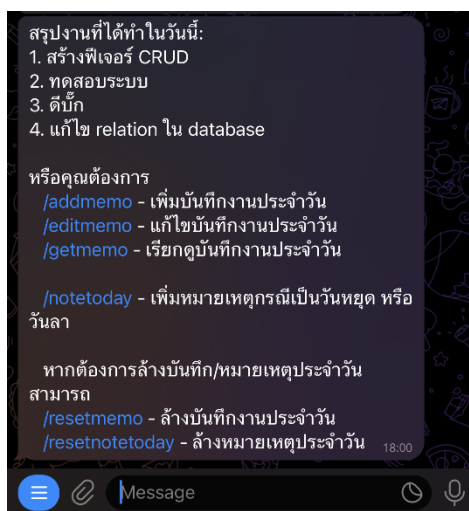 สรุปงานที่ได้ทำในวันนี้:
1. สร้างฟีเจอร์ CRUD
2. ทดสอบระบบ
3. ดีบั๊ก
4. แก้ไข relation ใน database
หรือคุณต้องการ
/addmemo - เพิ่มบันทึกงานประจำวัน
/editmemo - แก้ไขบันทึกงานประจำวัน
/getmemo - เรียกดูบันทึกงานประจำวัน
/notetoday - เพิ่มหมายเหตุกรณีเป็นวันหยุด หรือ
วันลา
หากต้องการล้างบันทึก/หมายเหตุประจำวัน
สามารถ
/resetmemo - ล้างบันทึกงานประจำวัน
/resetnotetoday - ล้างหมายเหตุประจำวัน 18:00
Message